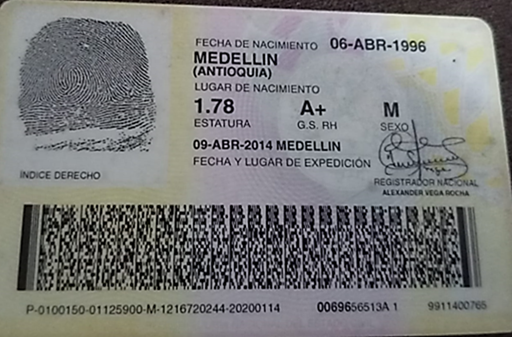 FECHA DE NACIMIENTO 06-ABR-1996
MEDELLIN
(ANTIOQUIA)
LUGAR DE NACIMIENTO
1.78 A+ M
ESTATURA G.S. RH SEXO
09-ABR-2014 MEDELLIN
FECHA Y LUGAR DE EXPEDICIÓN
INDICE DERECHO
REGISTRADOR NACIONAL
ALEXANDER VEGA ROCHA
P-0100150-01125900-M-1216720244-20200114 0069656513A 1 9911400765